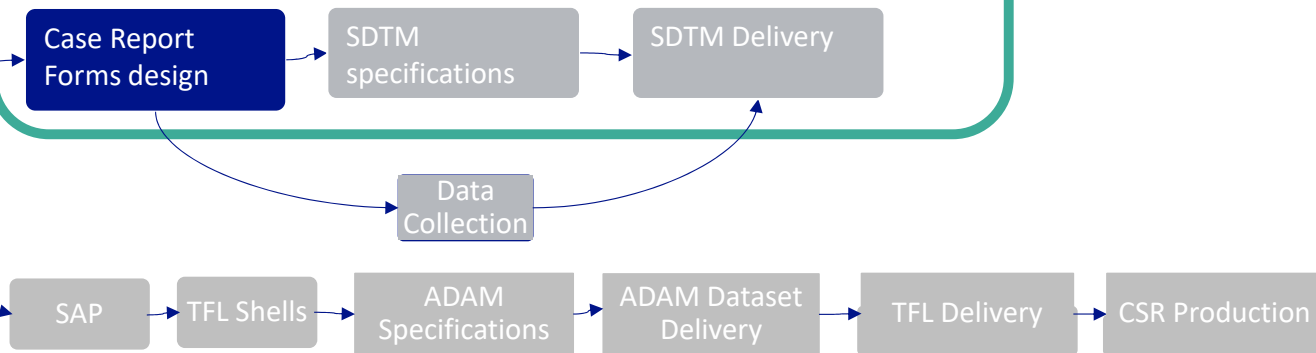 Case Report
Forms design
SDTM
specifications
SDTM Delivery
Data
Collection
SAP
TFL Shells
ADAM
Specifications
ADAM Dataset
Delivery
TFL Delivery
CSR Production